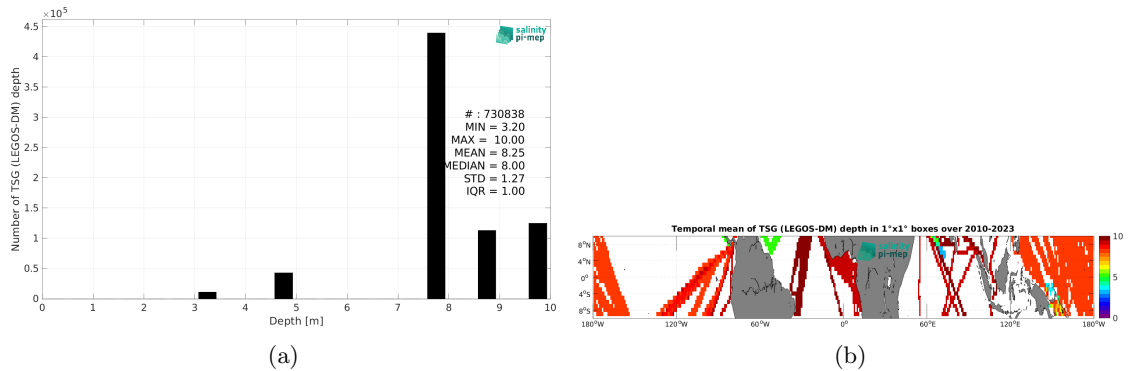 ×10⁵
4.5
4
3.5
3
2.5
2
1.5
1
0.5
0
Number of TSG (LEGOS-DM) depth
salinity
pi-mep
# : 730838
MIN = 3.20
MAX = 10.00
MEAN = 8.25
MEDIAN = 8.00
STD = 1.27
IQR = 1.00
0 1 2 3 4 5 6 7 8 9 10
Depth [m]
(a)
Temporal mean of TSG (LEGOS-DM) depth in 1°x1° boxes over 2010-2023
8°N
4°N
0°
4°S
8°S
salinity
pi-mep
180°W 120°W 60°W 0° 60°E 120°E 180°W
10
5
0
(b)